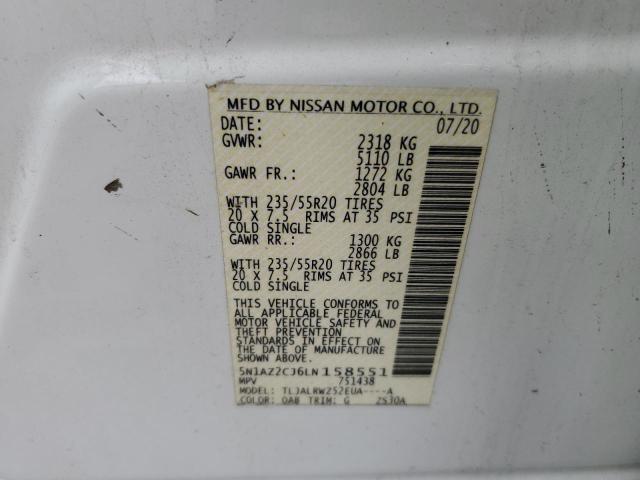 MFD BY NISSAN MOTOR CO., LTD.
DATE: 07/20
GVWR: 2318 KG
5110 LB
GAWR FR.: 1272 KG
2804 LB
WITH 235/55R20 TIRES
20 X 7.5 RIMS AT 35 PSI
COLD SINGLE
GAWR RR.: 1300 KG
2866 LB
WITH 235/55R20 TIRES
20 X 7.5 RIMS AT 35 PSI
COLD SINGLE
THIS VEHICLE CONFORMS TO
ALL APPLICABLE FEDERAL
MOTOR VEHICLE SAFETY AND
THEFT PREVENTION
STANDARDS IN EFFECT ON
THE DATE OF MANUFACTURE
SHOWN ABOVE.
5N1AZ2CJ6LN158551
MPV 751438
MODEL: TLJALRWZ52EUA----A
COLOR: QAB TRIM: G 2530A